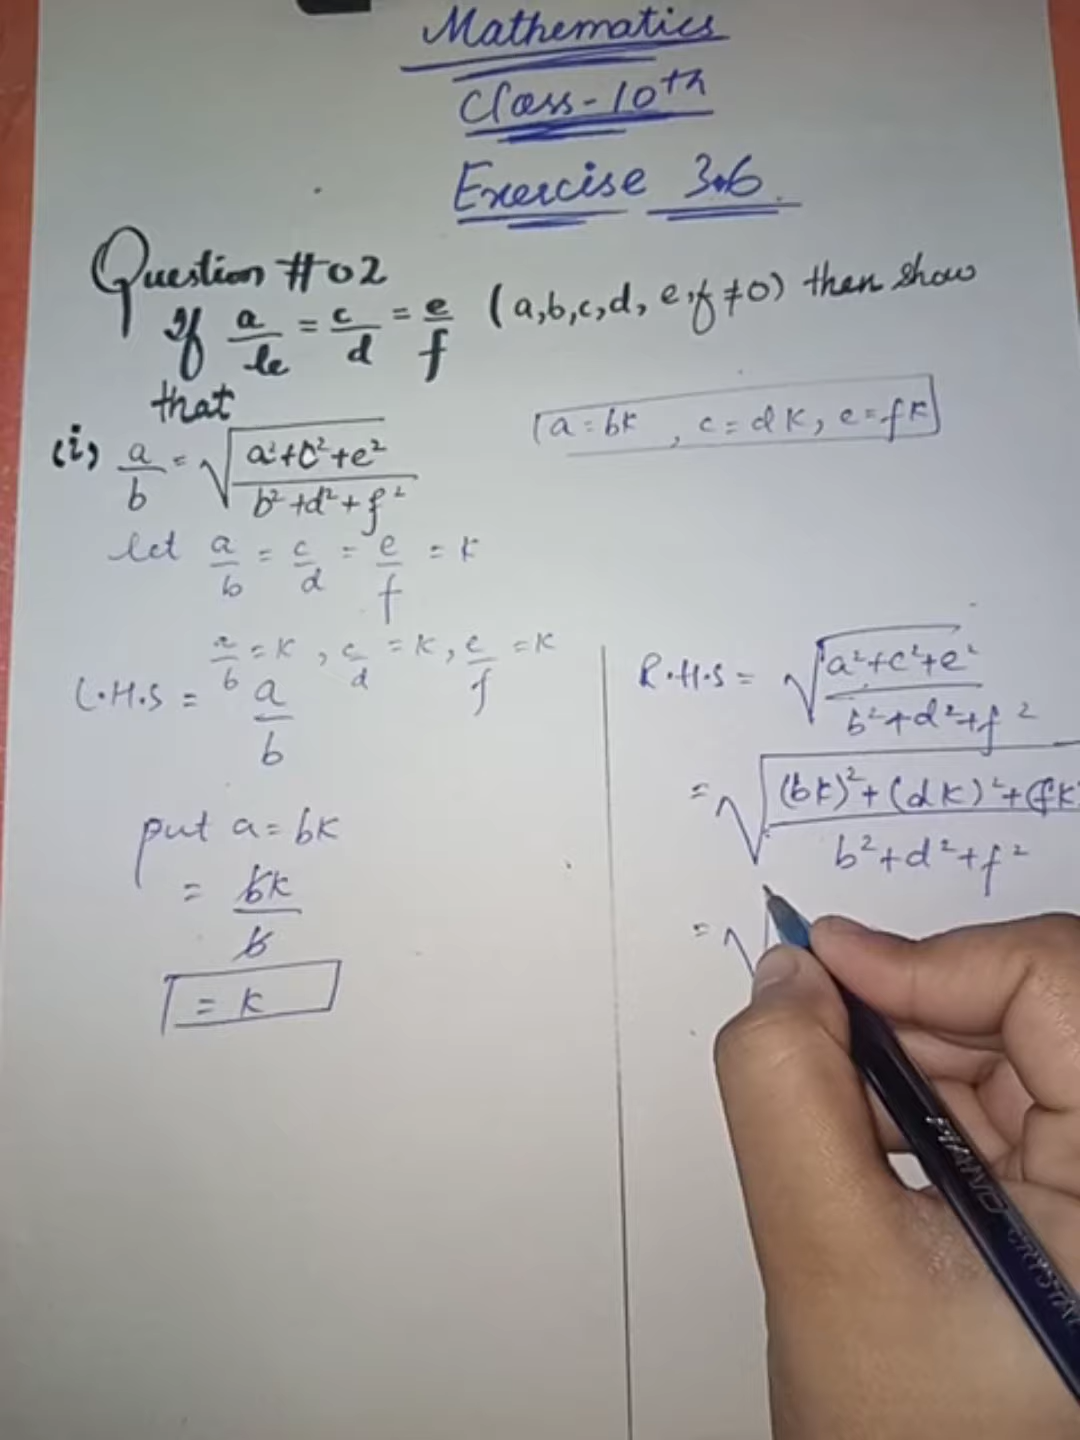 Mathematics
Class-10th
Exercise 3.6
Question #02
If a/b = c/d = e/f (a,b,c,d,e,f≠0) then show
that
(i) a/b = √(a²+c²+e²/b²+d²+f²)
a=bk, c=dk, e=fk
let a/b = c/d = e/f = k
a/b = k, c/d = k, e/f = k
L.H.S = a/b
put a=bk
= bk/b
= k
R.H.S = √(a²+c²+e²/b²+d²+f²)
= √((bk)²+(dk)²+(fk/b²+d²+f²)
= √
PIANO CRYSTAL